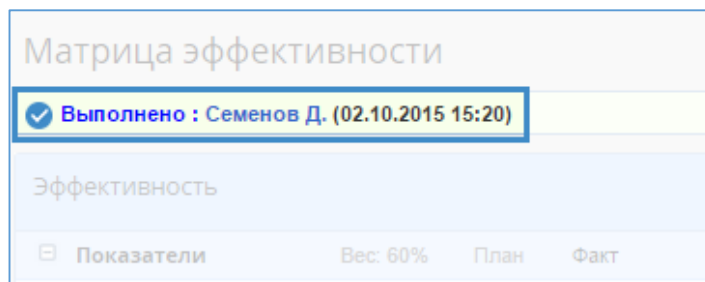 Матрица эффективности
Выполнено : Семенов Д. (02.10.2015 15:20)
Эффективность
Показатели Вес: 60% План Факт